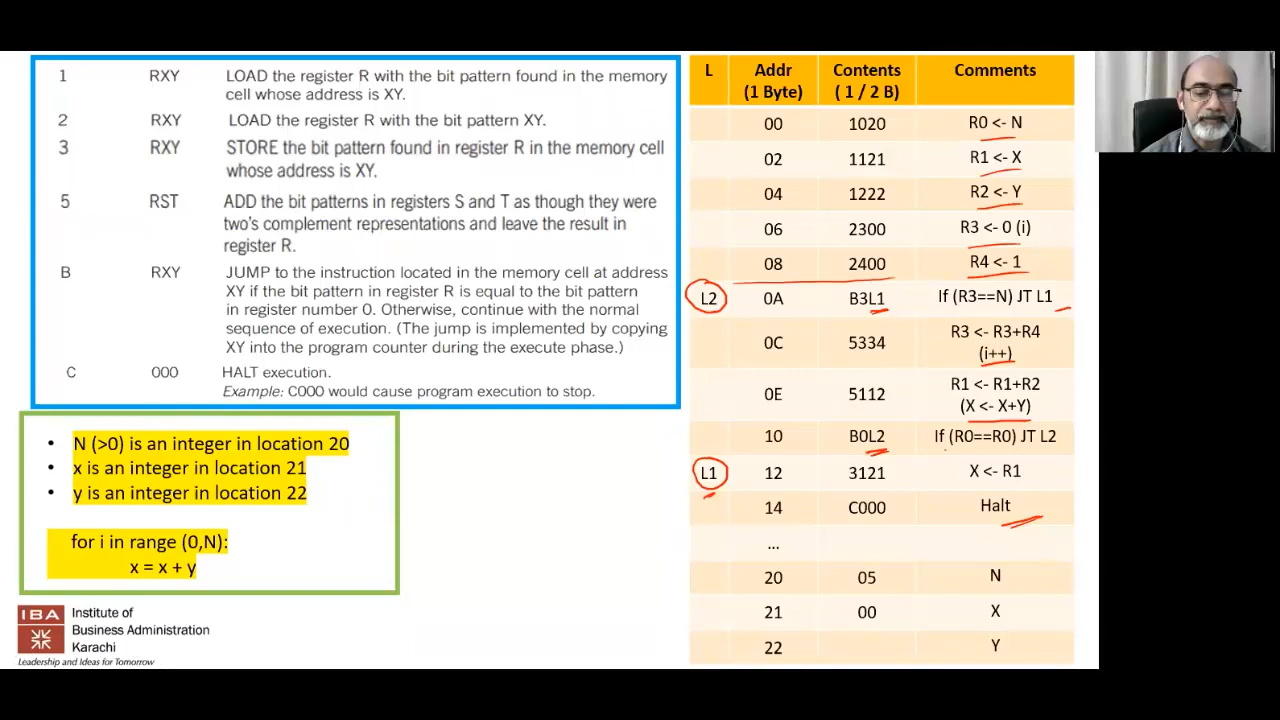 1 RXY LOAD the register R with the bit pattern found in the memory
cell whose address is XY.
2 RXY LOAD the register R with the bit pattern XY.
3 RXY STORE the bit pattern found in register R in the memory cell
whose address is XY.
5 RST ADD the bit patterns in registers S and T as though they were
two's complement representations and leave the result in
register R.
B RXY JUMP to the instruction located in the memory cell at address
XY if the bit pattern in register R is equal to the bit pattern
in register number 0. Otherwise, continue with the normal
sequence of execution. (The jump is implemented by copying
XY into the program counter during the execute phase.)
C 000 HALT execution.
Example: C000 would cause program execution to stop.
• N (>0) is an integer in location 20
• x is an integer in location 21
• y is an integer in location 22
for i in range (0,N):
x = x + y
IBA Institute of
Business Administration
Karachi
Leadership and Ideas for Tomorrow
L Addr Contents Comments
(1 Byte) ( 1 / 2 B)
00 1020 R0 <- N
02 1121 R1 <- X
04 1222 R2 <- Y
06 2300 R3 <- 0 (i)
08 2400 R4 <- 1
L2 0A B3L1 If (R3==N) JT L1
0C 5334 R3 <- R3+R4
(i++)
0E 5112 R1 <- R1+R2
(X <- X+Y)
10 B0L2 If (R0==R0) JT L2
L1 12 3121 X <- R1
14 C000 Halt
...
20 05 N
21 00 X
22 Y